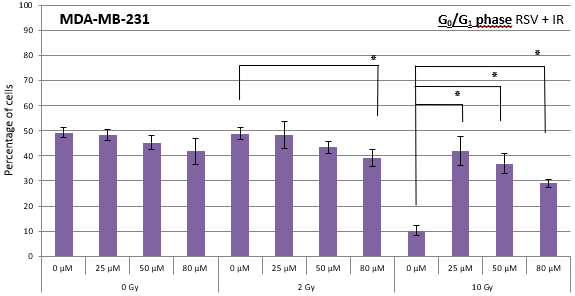 MDA-MB-231
G0/G1 phase RSV + IR
Percentage of cells
100
90
80
70
60
50
40
30
20
10
0
* * * *
0 µM 25 µM 50 µM 80 µM 0 µM 25 µM 50 µM 80 µM 0 µM 25 µM 50 µM 80 µM
0 Gy 2 Gy 10 Gy